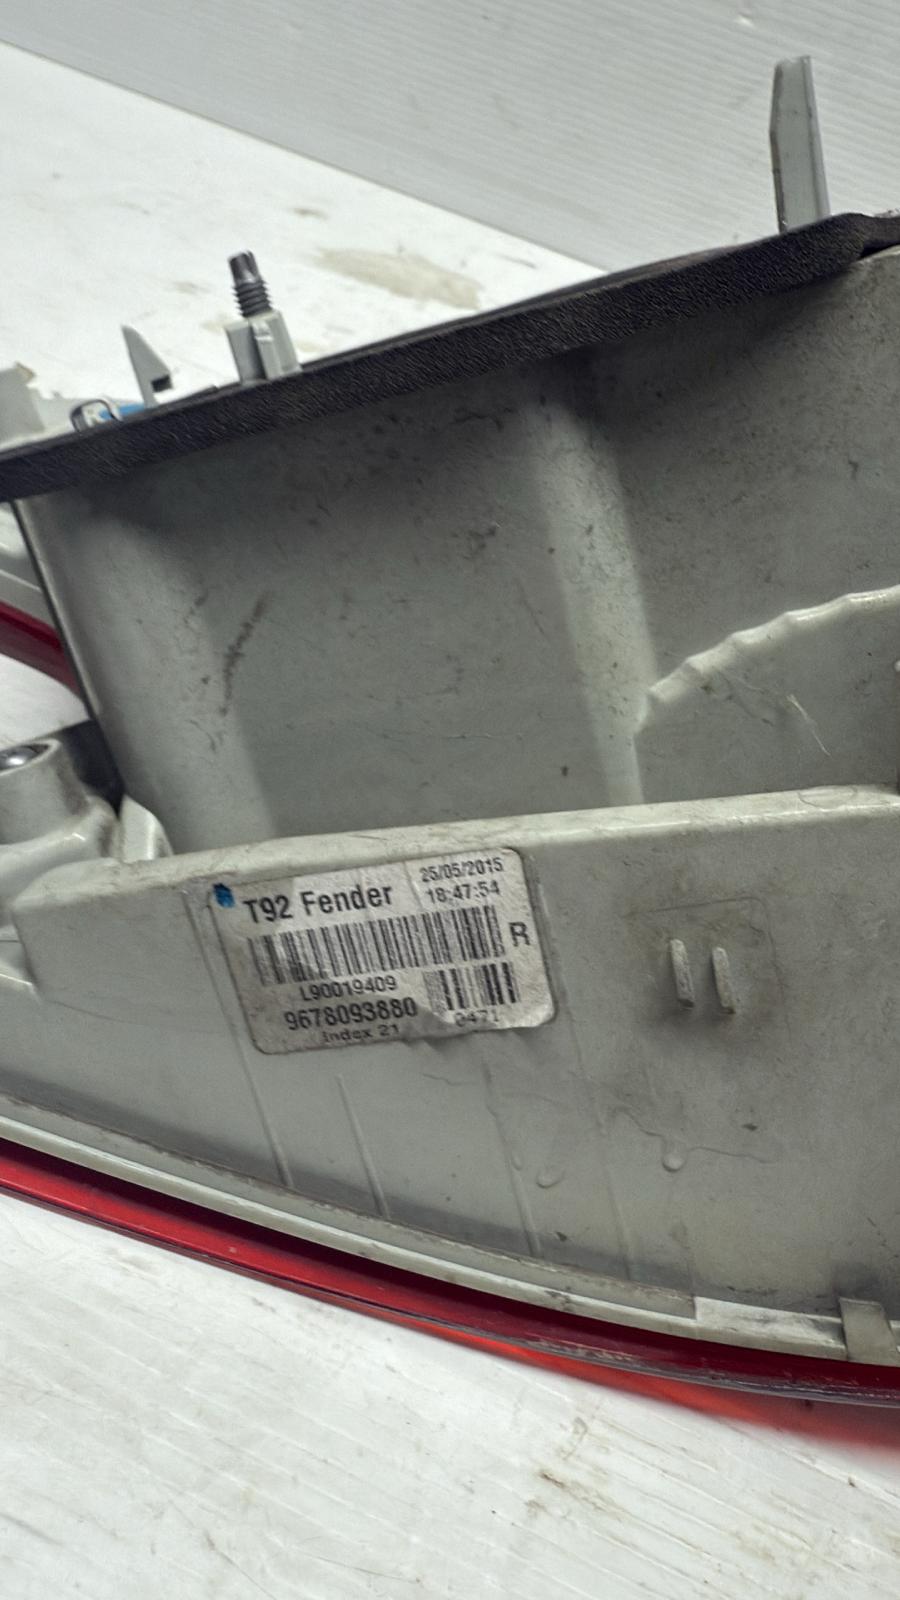 T92 Fender
25/05/2015
18:47:54
R
L90019409
9678093880
0471
index 21